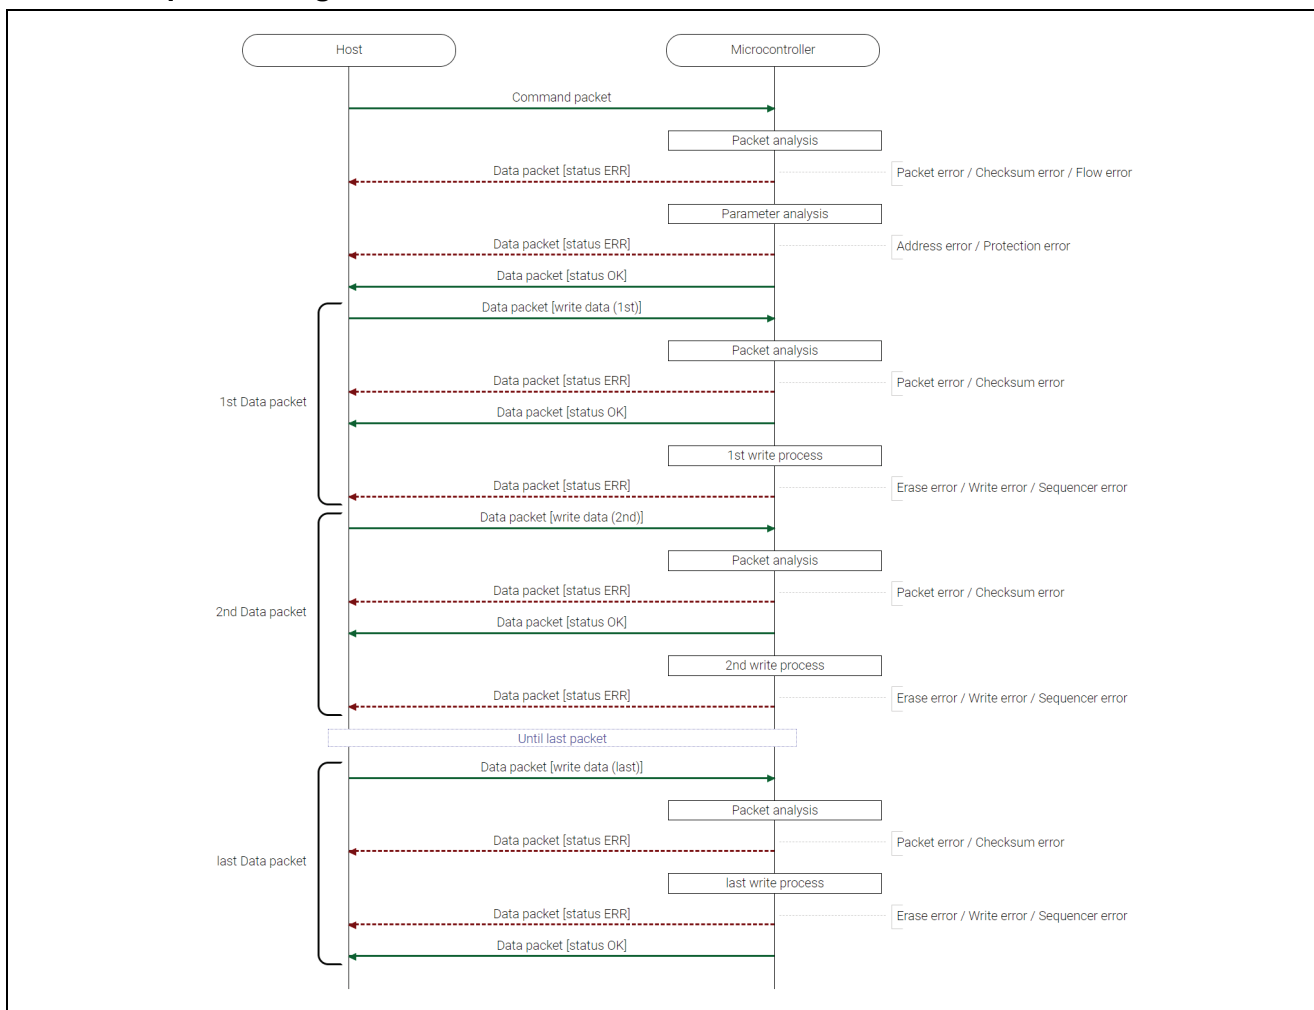 Host
Microcontroller
Command packet
Packet analysis
Data packet [status ERR]
Packet error / Checksum error / Flow error
Parameter analysis
Data packet [status ERR]
Address error / Protection error
Data packet [status OK]
Data packet [write data (1st)]
Packet analysis
Data packet [status ERR]
Packet error / Checksum error
1st Data packet
Data packet [status OK]
1st write process
Data packet [status ERR]
Erase error / Write error / Sequencer error
Data packet [write data (2nd)]
Packet analysis
Data packet [status ERR]
Packet error / Checksum error
2nd Data packet
Data packet [status OK]
2nd write process
Data packet [status ERR]
Erase error / Write error / Sequencer error
Until last packet
Data packet [write data (last)]
Packet analysis
Data packet [status ERR]
Packet error / Checksum error
last Data packet
last write process
Data packet [status ERR]
Erase error / Write error / Sequencer error
Data packet [status OK]